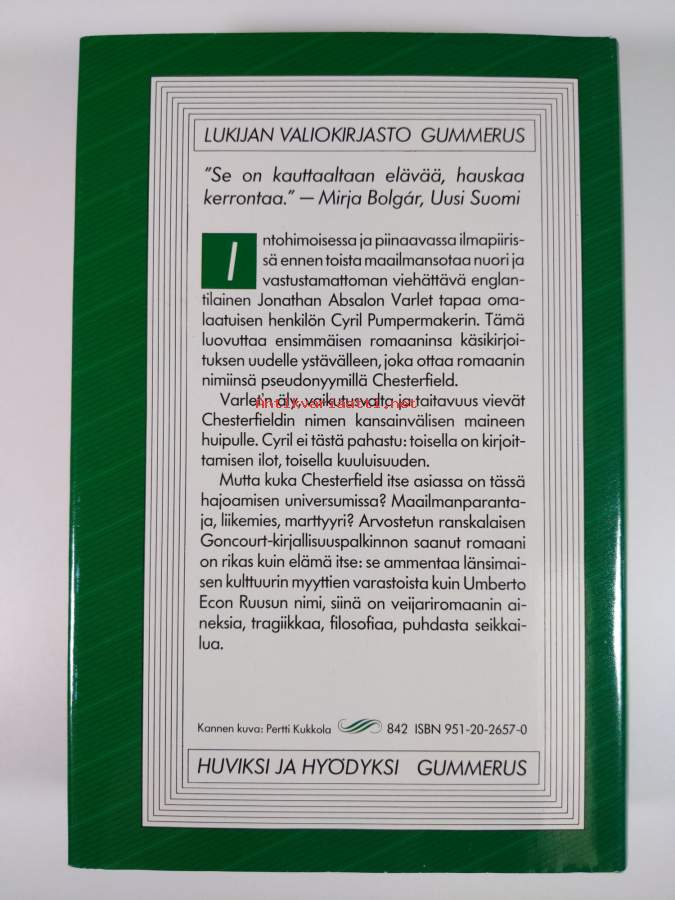 LUKIJAN VALIOKIRJASTO GUMMERUS
"Se on kauttaaltaan elävää, hauskaa
kerrontaa." — Mirja Bolgár, Uusi Suomi
Intohimoisessa ja piinaavassa ilmapiiris-
sä ennen toista maailmansotaa nuori ja
vastustamattoman viehättävä englan-
tilainen Jonathan Absalon Varlet tapaa oma-
laatuisen henkilön Cyril Pumpermakerin. Tämä
luovuttaa ensimmäisen romaaninsa käsikirjoi-
tuksen uudelle ystävälleen, joka ottaa romaanin
nimiinsä pseudonyymillä Chesterfield.
Varlet'n äly, vaikutusvalta ja taitavuus vievät
Antikvariaatti.net
Chesterfieldin nimen kansainvälisen maineen
huipulle. Cyril ei tästä pahastu: toisella on kirjoit-
tamisen ilot, toisella kuuluisuuden.
Mutta kuka Chesterfield itse asiassa on tässä
hajoamisen universumissa? Maailmanparanta-
ja, liikemies, marttyyri? Arvostetun ranskalaisen
Goncourt-kirjallisuuspalkinnon saanut romaani
on rikas kuin elämä itse: se ammentaa länsimai-
sen kulttuurin myyttien varastoista kuin Umberto
Econ Ruusun nimi, siinä on veijariromaanin ai-
neksia, tragiikkaa, filosofiaa, puhdasta seikkai-
lua.
Kannen kuva: Pertti Kukkola 842 ISBN 951-20-2657-0
HUVIKSI JA HYÖDYKSI GUMMERUS